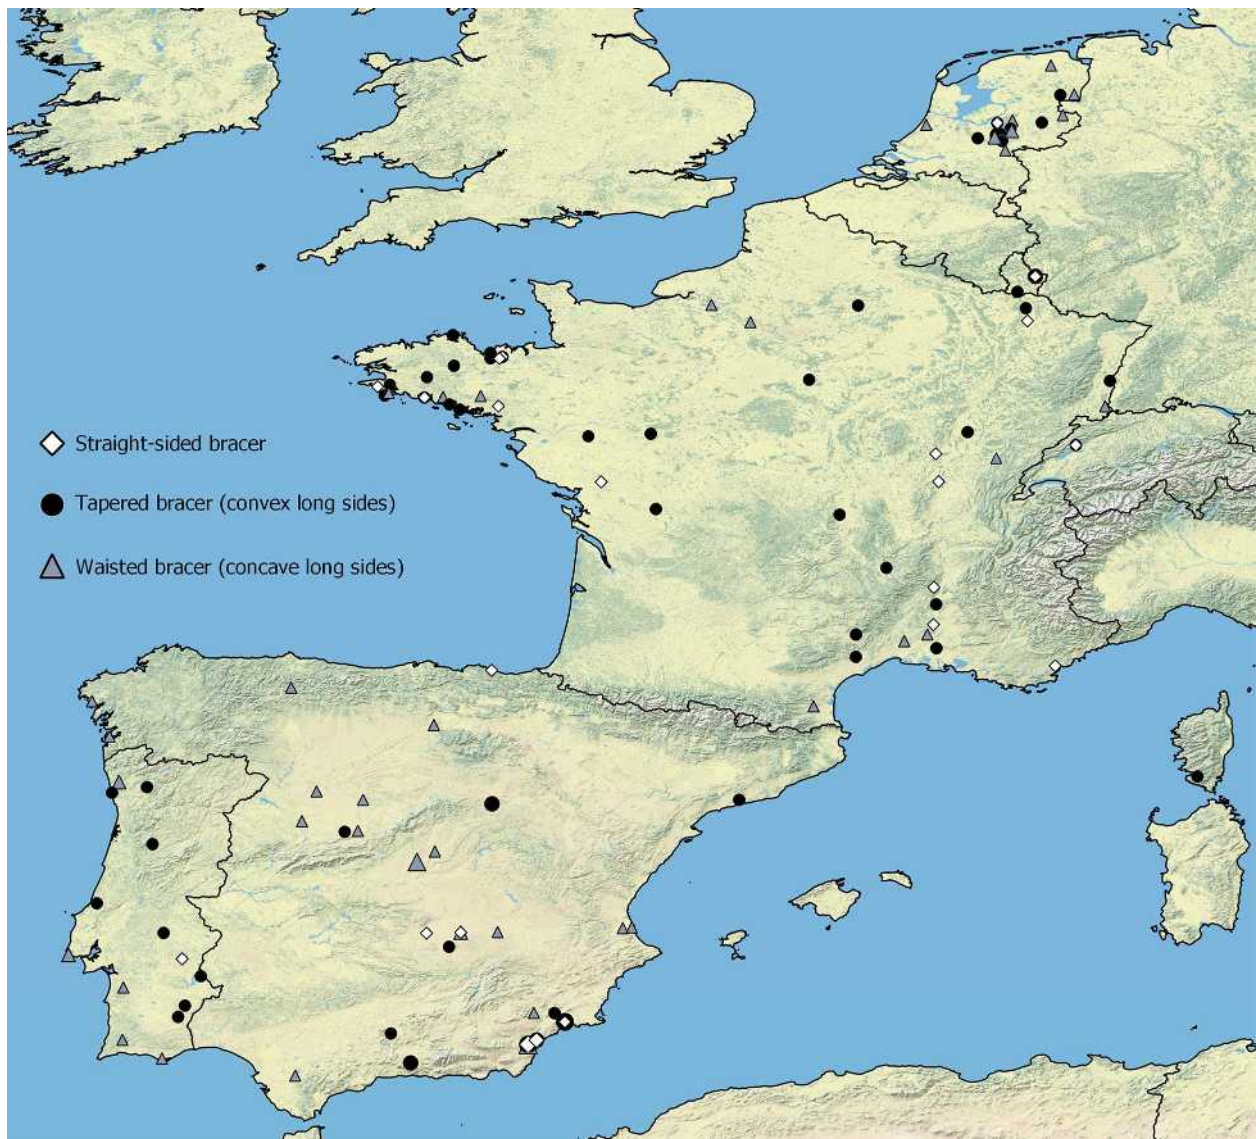 Straight-sided bracer
Tapered bracer (convex long sides)
Waisted bracer (concave long sides)